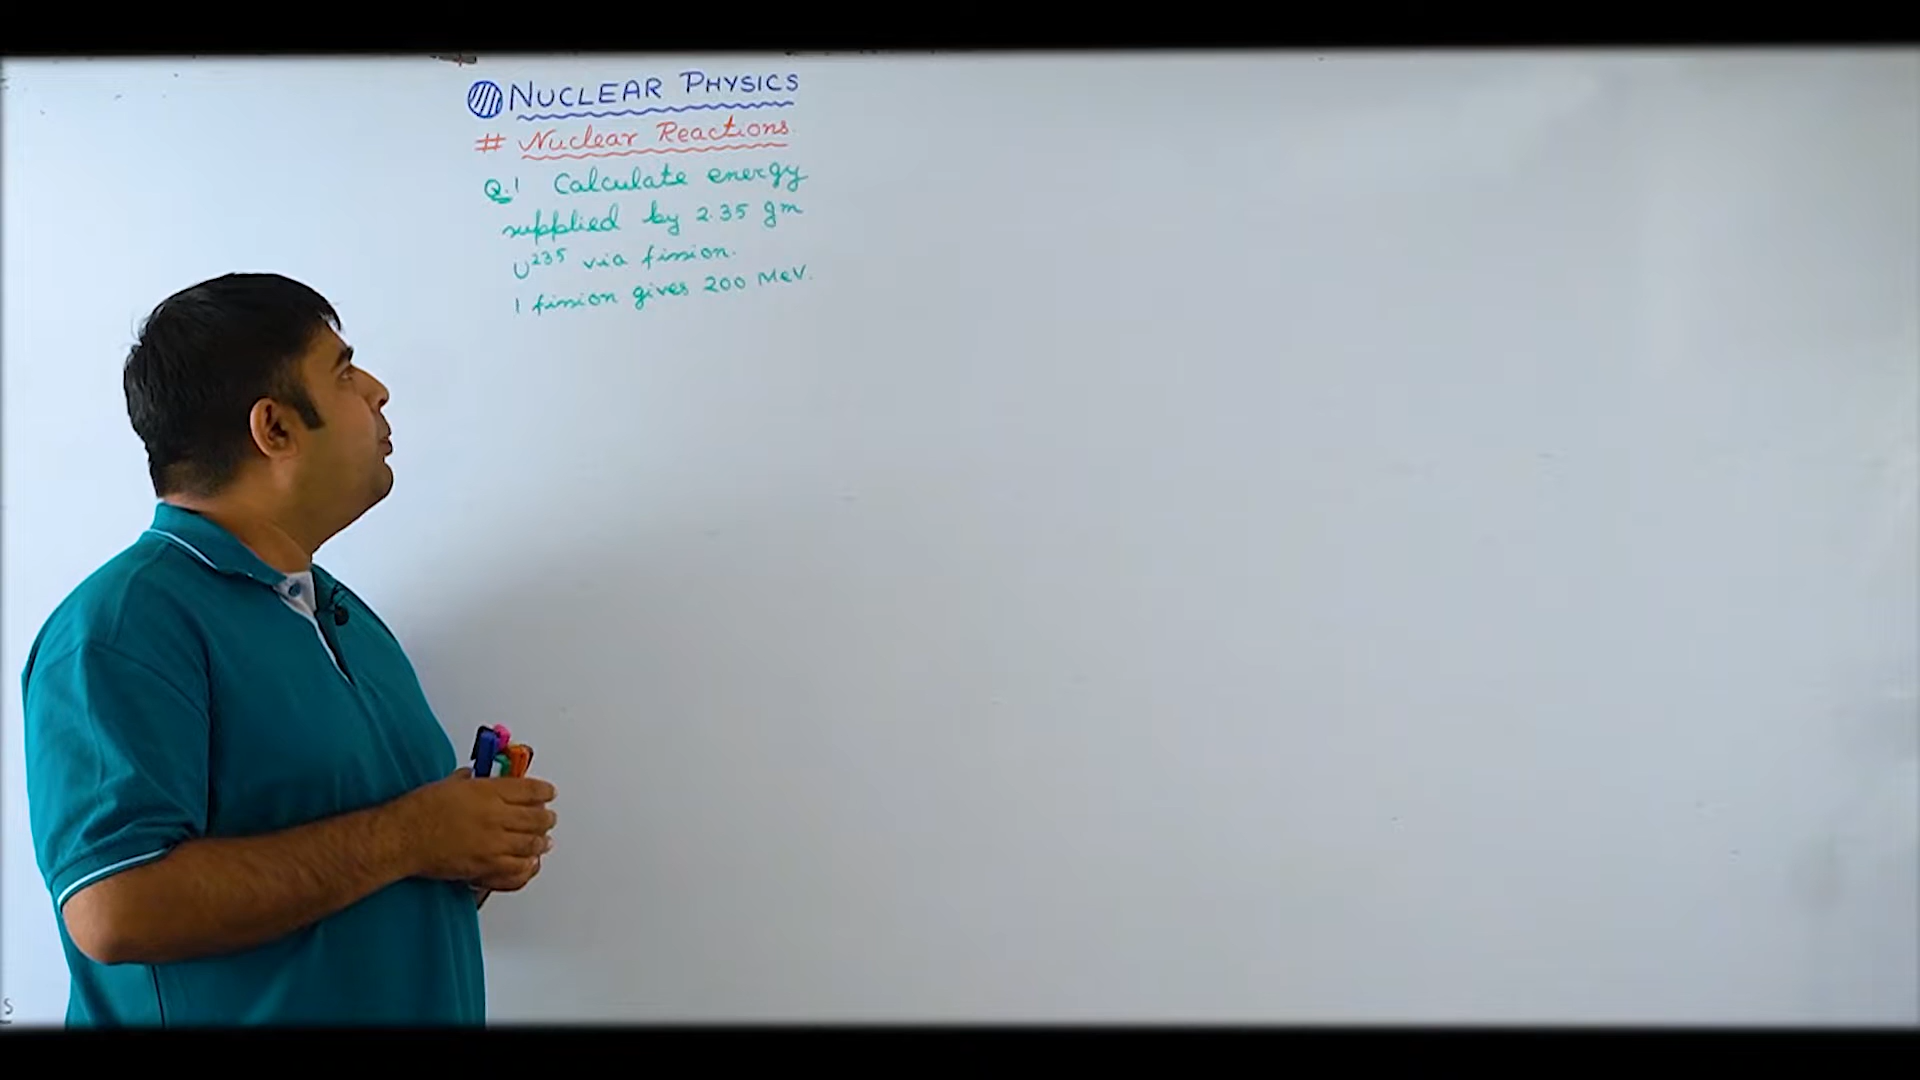 NUCLEAR PHYSICS
# Nuclear Reactions
Q.1 Calculate energy
supplied by 2.35 gm
U²³⁵ via fission.
1 fission gives 200 MeV.
S